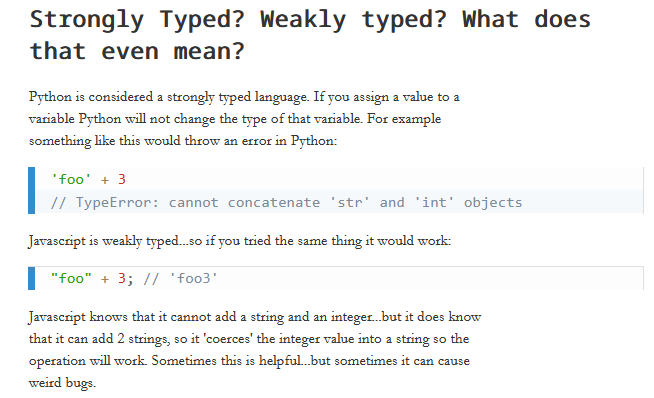 Strongly Typed? Weakly typed? What does
that even mean?
Python is considered a strongly typed language. If you assign a value to a
variable Python will not change the type of that variable. For example
something like this would throw an error in Python:
'foo' + 3
// TypeError: cannot concatenate 'str' and 'int' objects
Javascript is weakly typed...so if you tried the same thing it would work:
"foo" + 3; // 'foo3'
Javascript knows that it cannot add a string and an integer...but it does know
that it can add 2 strings, so it 'coerces' the integer value into a string so the
operation will work. Sometimes this is helpful...but sometimes it can cause
weird bugs.